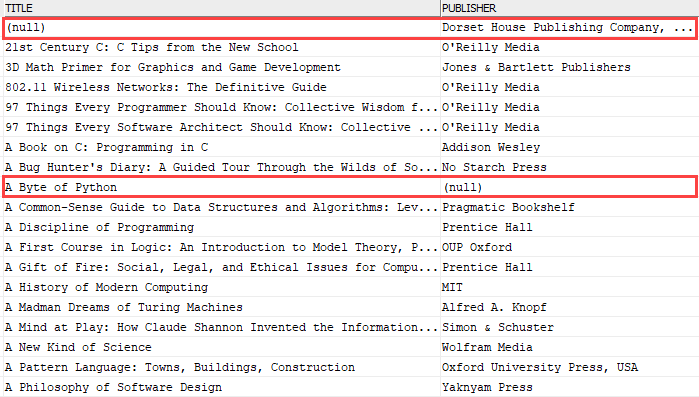 TITLE PUBLISHER
(null) Dorset House Publishing Company, ...
21st Century C: C Tips from the New School O'Reilly Media
3D Math Primer for Graphics and Game Development Jones & Bartlett Publishers
802.11 Wireless Networks: The Definitive Guide O'Reilly Media
97 Things Every Programmer Should Know: Collective Wisdom f... O'Reilly Media
97 Things Every Software Architect Should Know: Collective ... O'Reilly Media
A Book on C: Programming in C Addison Wesley
A Bug Hunter's Diary: A Guided Tour Through the Wilds of So... No Starch Press
A Byte of Python (null)
A Common-Sense Guide to Data Structures and Algorithms: Lev... Pragmatic Bookshelf
A Discipline of Programming Prentice Hall
A First Course in Logic: An Introduction to Model Theory, P... OUP Oxford
A Gift of Fire: Social, Legal, and Ethical Issues for Compu... Prentice Hall
A History of Modern Computing MIT
A Madman Dreams of Turing Machines Alfred A. Knopf
A Mind at Play: How Claude Shannon Invented the Information... Simon & Schuster
A New Kind of Science Wolfram Media
A Pattern Language: Towns, Buildings, Construction Oxford University Press, USA
A Philosophy of Software Design Yaknyam Press